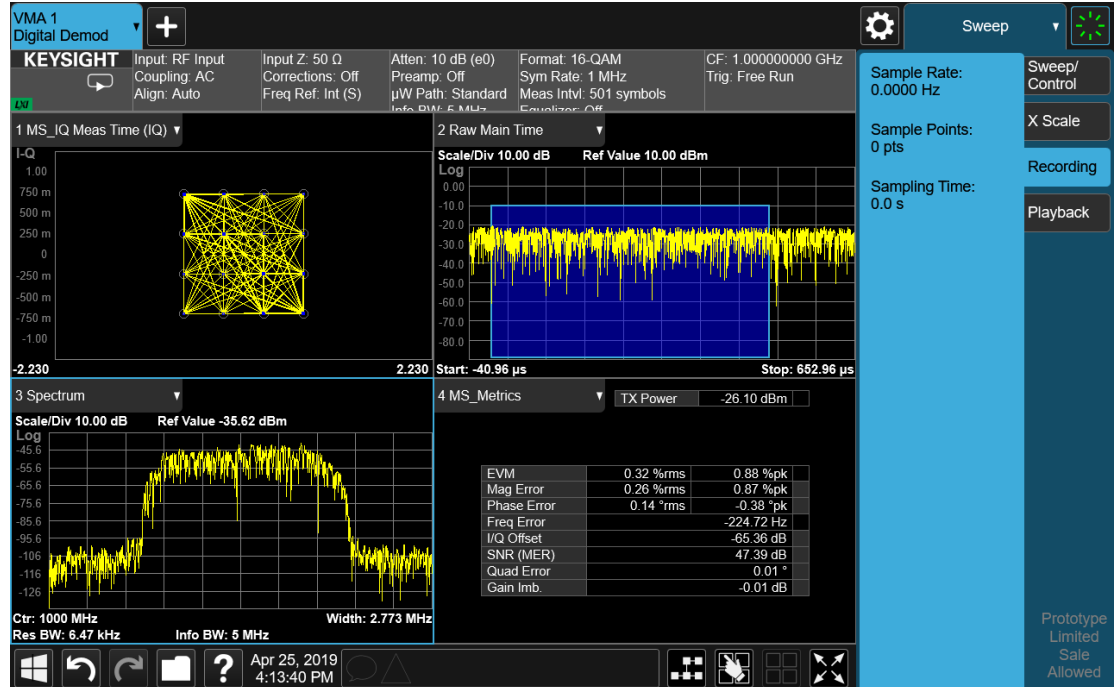 VMA 1
Digital Demod
Sweep
KEYSIGHT
LXI
Input: RF Input
Coupling: AC
Align: Auto
Input Z: 50 Ω
Corrections: Off
Freq Ref: Int (S)
Atten: 10 dB (e0)
Preamp: Off
µW Path: Standard
Info BW: 5 MHz
Format: 16-QAM
Sym Rate: 1 MHz
Meas Intvl: 501 symbols
Equalizer: Off
CF: 1.000000000 GHz
Trig: Free Run
1 MS_IQ Meas Time (IQ)
I-Q
1.00
750 m
500 m
250 m
0
-250 m
-500 m
-750 m
-1.00
-2.230 2.230
2 Raw Main Time
Scale/Div 10.00 dB Ref Value 10.00 dBm
Log
0.00
-10.0
-20.0
-30.0
-40.0
-50.0
-60.0
-70.0
-80.0
Start: -40.96 µs Stop: 652.96 µs
3 Spectrum
Scale/Div 10.00 dB Ref Value -35.62 dBm
Log
-45.6
-55.6
-65.6
-75.6
-85.6
-95.6
-106
-116
-126
Ctr: 1000 MHz Width: 2.773 MHz
Res BW: 6.47 kHz Info BW: 5 MHz
4 MS_Metrics
TX Power -26.10 dBm
EVM 0.32 %rms 0.88 %pk
Mag Error 0.26 %rms 0.87 %pk
Phase Error 0.14 °rms -0.38 °pk
Freq Error -224.72 Hz
I/Q Offset -65.36 dB
SNR (MER) 47.39 dB
Quad Error 0.01 °
Gain Imb. -0.01 dB
Sample Rate:
0.0000 Hz
Sample Points:
0 pts
Sampling Time:
0.0 s
Sweep/
Control
X Scale
Recording
Playback
Prototype
Limited
Sale
Allowed
?
Apr 25, 2019
4:13:40 PM